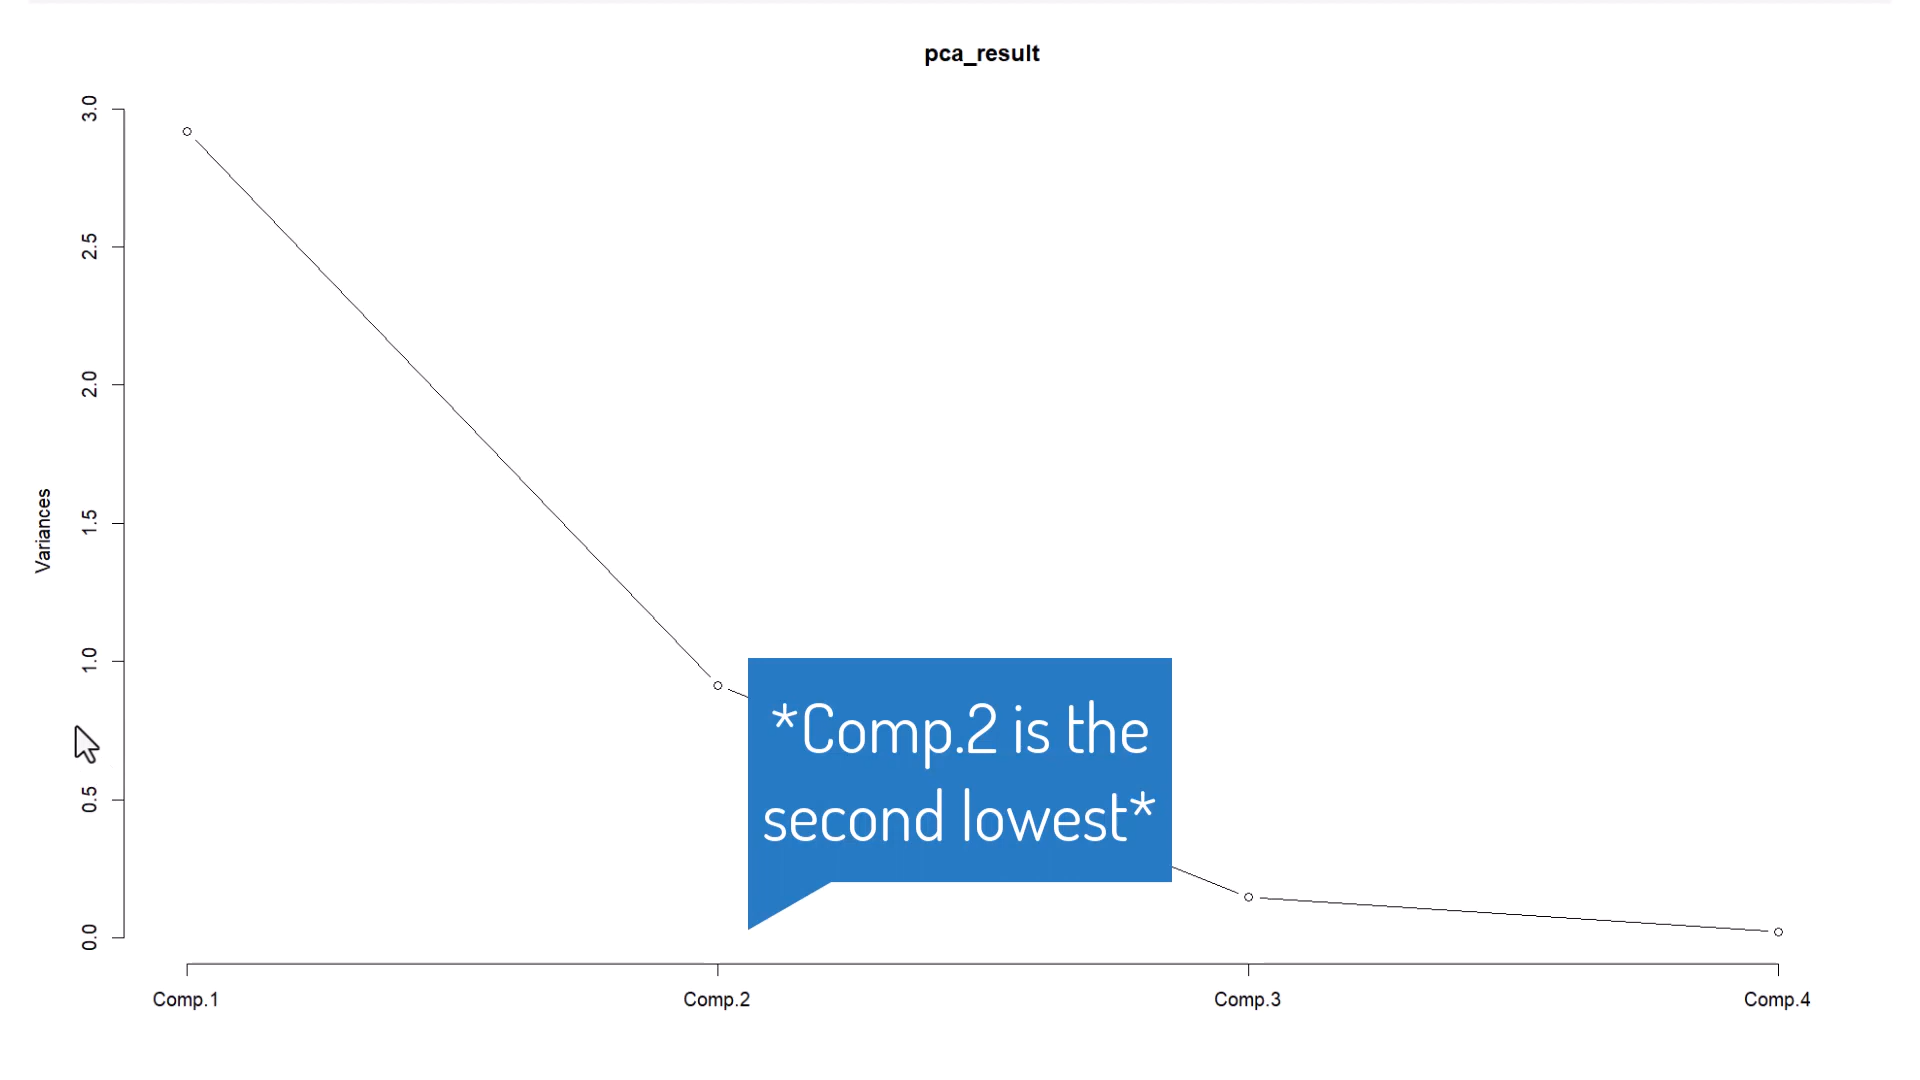 pca_result
3.0
2.5
2.0
1.5
1.0
0.5
0.0
Variances
*Comp.2 is the
second lowest*
Comp.1 Comp.2 Comp.3 Comp.4